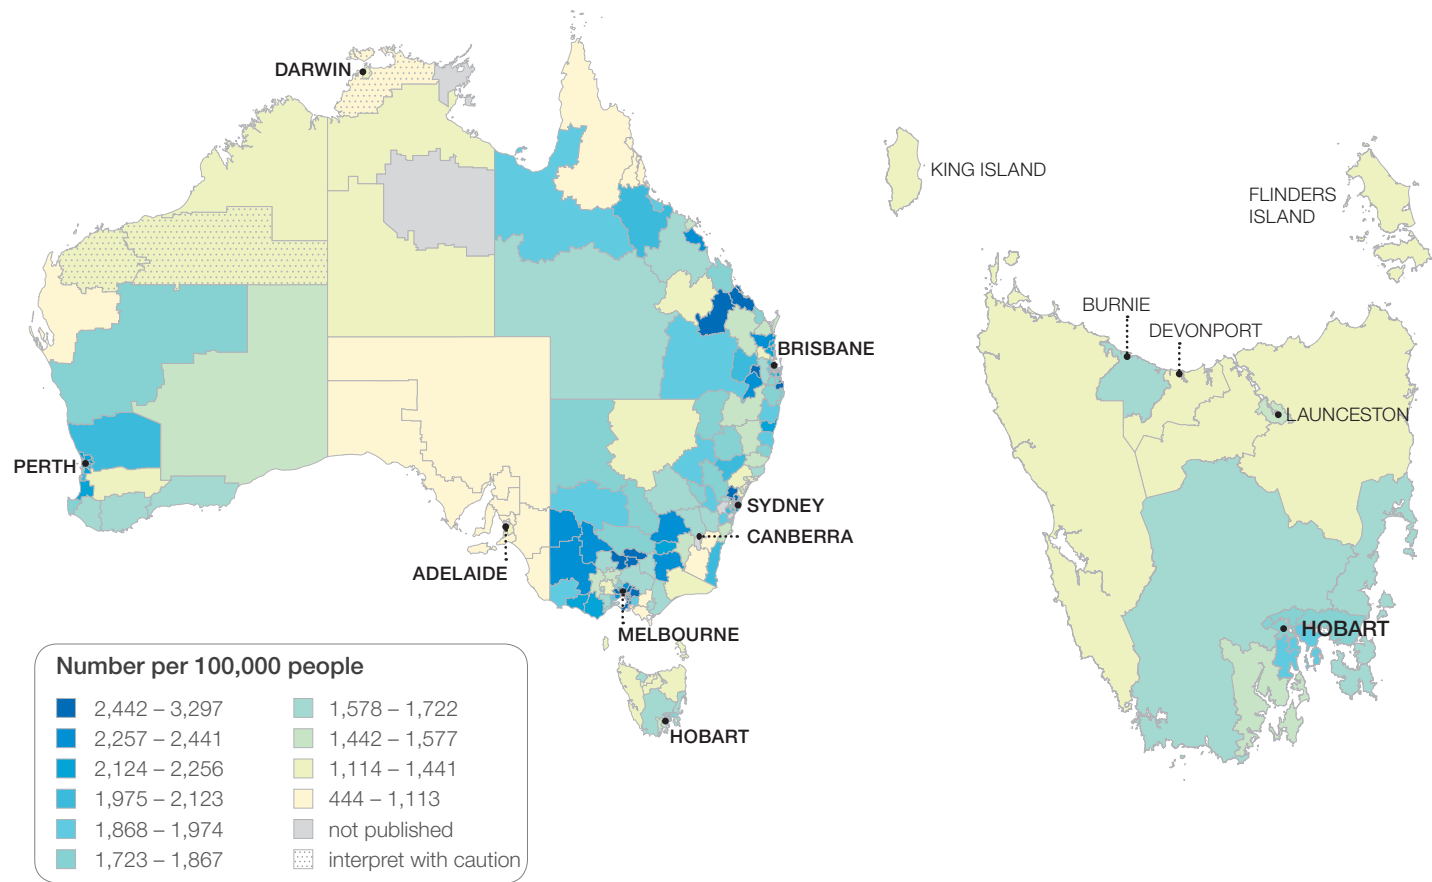 DARWIN
KING ISLAND
FLINDERS
ISLAND
BURNIE
DEVONPORT
BRISBANE
LAUNCESTON
PERTH
SYDNEY
CANBERRA
ADELAIDE
MELBOURNE
HOBART
HOBART
Number per 100,000 people
2,442 – 3,297
2,257 – 2,441
2,124 – 2,256
1,975 – 2,123
1,868 – 1,974
1,723 – 1,867
1,578 – 1,722
1,442 – 1,577
1,114 – 1,441
444 – 1,113
not published
interpret with caution